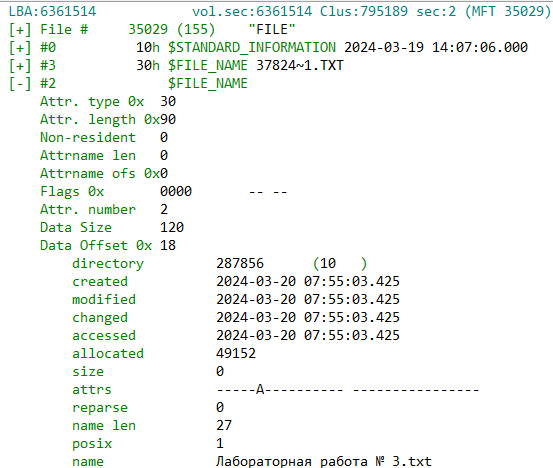 LBA:6361514 vol.sec:6361514 Clus:795189 sec:2 (MFT 35029)
[+] File # 35029 (155) "FILE"
[+] #0 10h $STANDARD_INFORMATION 2024-03-19 14:07:06.000
[+] #3 30h $FILE_NAME 37824~1.TXT
[-] #2 $FILE_NAME
Attr. type 0x 30
Attr. length 0x90
Non-resident 0
Attrname len 0
Attrname ofs 0x0
Flags 0x 0000 -- --
Attr. number 2
Data Size 120
Data Offset 0x 18
directory 287856 (10 )
created 2024-03-20 07:55:03.425
modified 2024-03-20 07:55:03.425
changed 2024-03-20 07:55:03.425
accessed 2024-03-20 07:55:03.425
allocated 49152
size 0
attrs -----A---------- ----------------
reparse 0
name len 27
posix 1
name Лабораторная работа № 3.txt